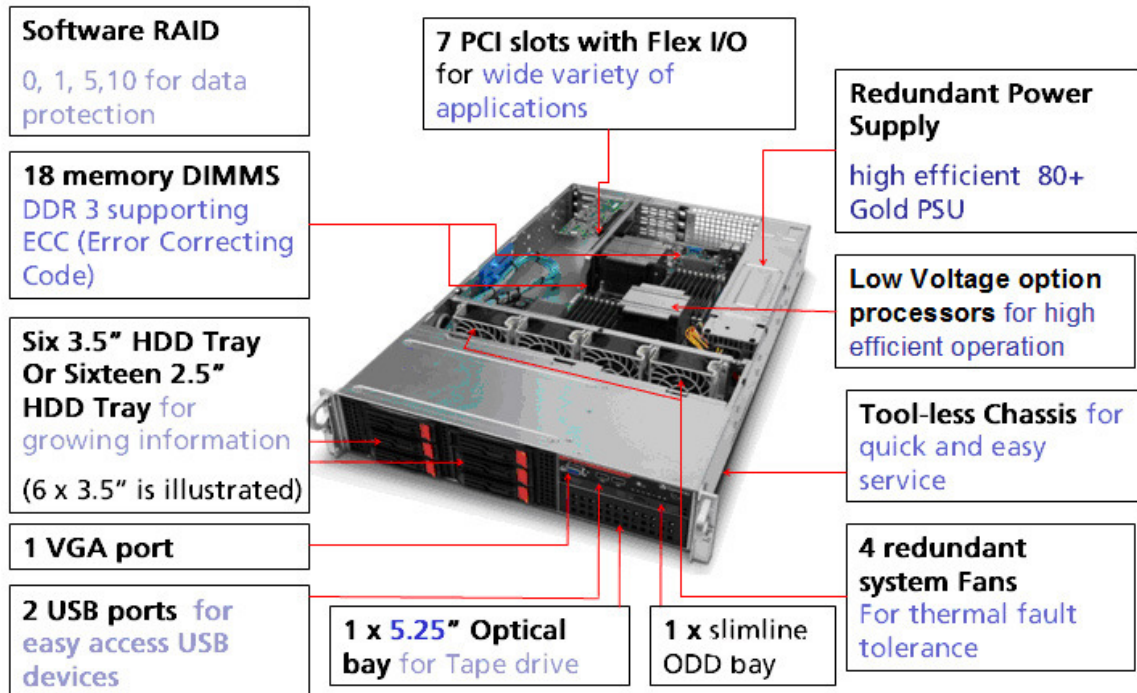 Software RAID
0, 1, 5,10 for data
protection
7 PCI slots with Flex I/O
for wide variety of
applications
Redundant Power
Supply
high efficient 80+
Gold PSU
18 memory DIMMS
DDR 3 supporting
ECC (Error Correcting
Code)
Low Voltage option
processors for high
efficient operation
Six 3.5" HDD Tray
Or Sixteen 2.5"
HDD Tray for
growing information
(6 x 3.5" is illustrated)
Tool-less Chassis for
quick and easy
service
1 VGA port
4 redundant
system Fans
For thermal fault
tolerance
2 USB ports for
easy access USB
devices
1 x 5.25" Optical
bay for Tape drive
1 x slimline
ODD bay